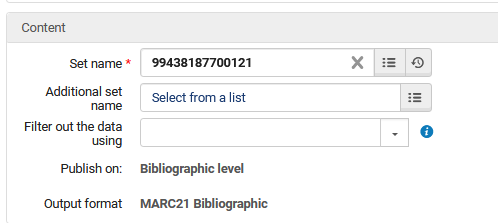 Content
Set name * 99438187700121
Additional set name Select from a list
Filter out the data using
Publish on: Bibliographic level
Output format MARC21 Bibliographic